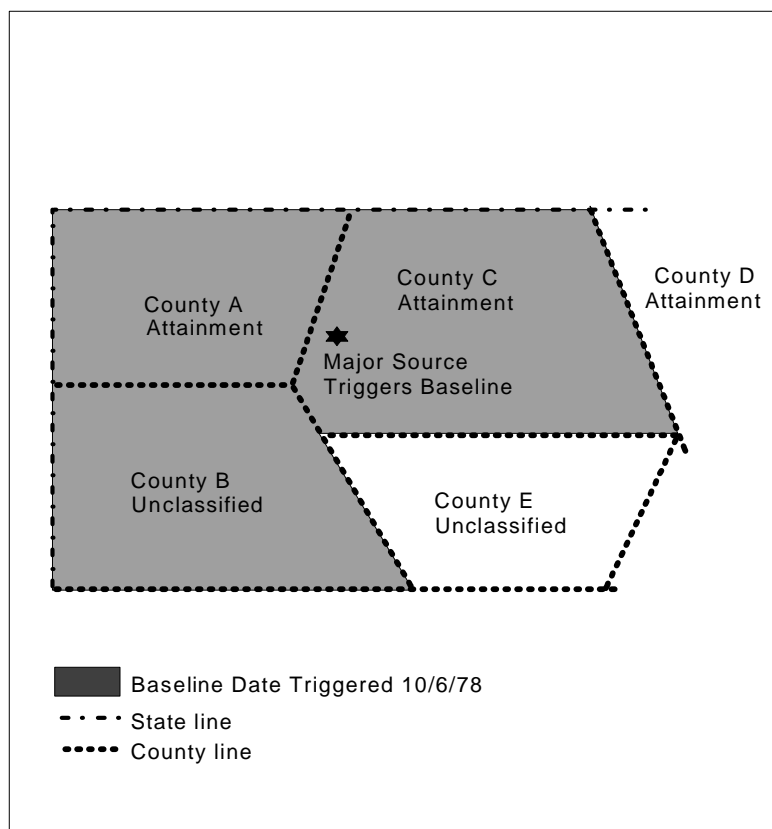 County C
Attainment
County D
Attainment
County A
Attainment
Major Source
Triggers Baseline
County B
Unclassified
County E
Unclassified
Baseline Date Triggered 10/6/78
State line
County line